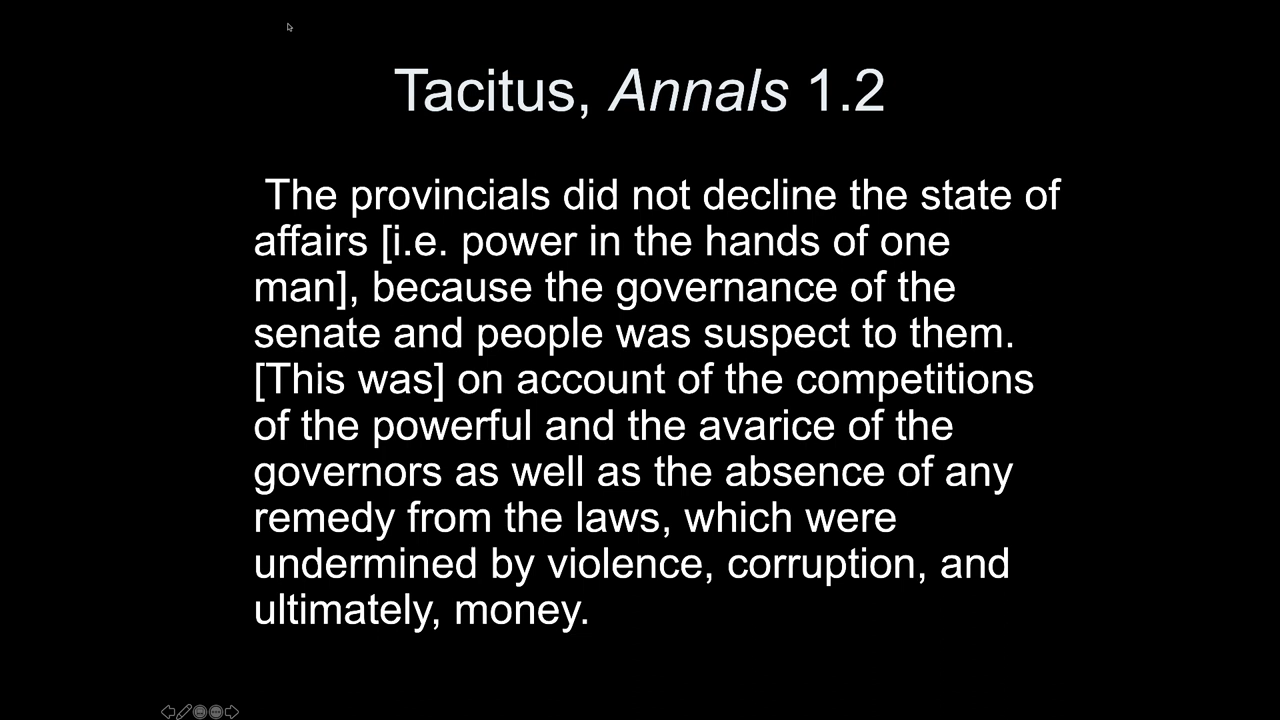 Tacitus, Annals 1.2
The provincials did not decline the state of
affairs [i.e. power in the hands of one
man], because the governance of the
senate and people was suspect to them.
[This was] on account of the competitions
of the powerful and the avarice of the
governors as well as the absence of any
remedy from the laws, which were
undermined by violence, corruption, and
ultimately, money.